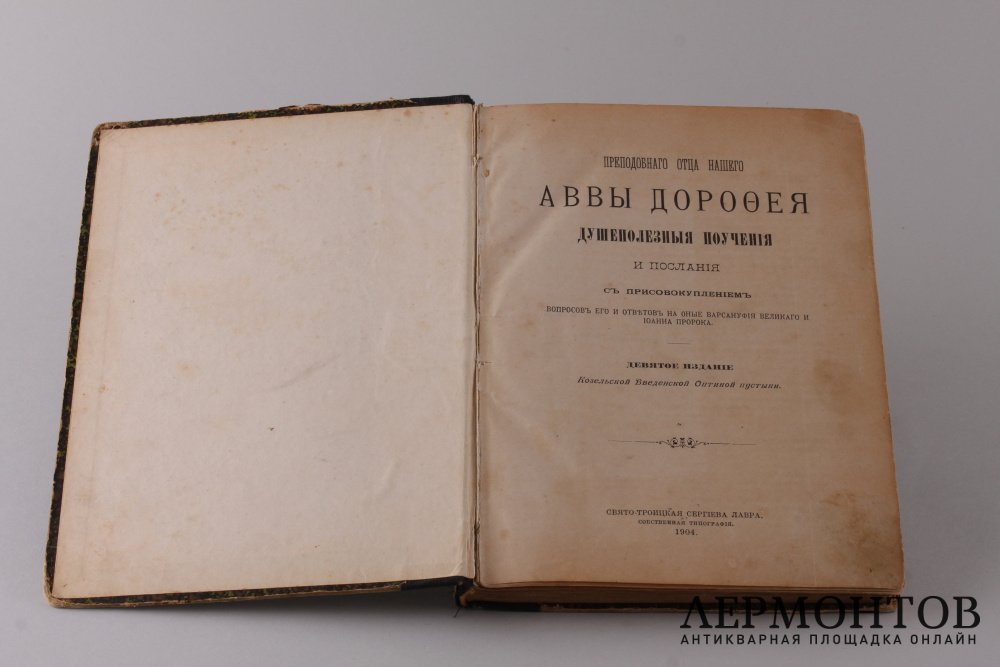 ПРЕПОДОБНАГО ОТЦА НАШЕГО
АВВЫ ДОРОѲЕЯ
ДУШЕПОЛЕЗНЫЯ ПОУЧЕНІЯ
И ПОСЛАНІЯ
СЪ ПРИСОВОКУПЛЕНІЕМЪ
ВОПРОСОВЪ ЕГО И ОТВѢТОВЪ НА ОНЫЕ ВАРСАНУФІЯ ВЕЛИКАГО И
ІОАННА ПРОРОКА.
ДЕВЯТОЕ ИЗДАНІЕ
Козельской Введенской Оптиной пустыни.
СВЯТО-ТРОИЦКАЯ СЕРГІЕВА ЛАВРА.
СОБСТВЕННАЯ ТИПОГРАФІЯ.
1904.
ЛЕРМОНТОВ
АНТИКВАРНАЯ ПЛОЩАДКА ОНЛАЙН